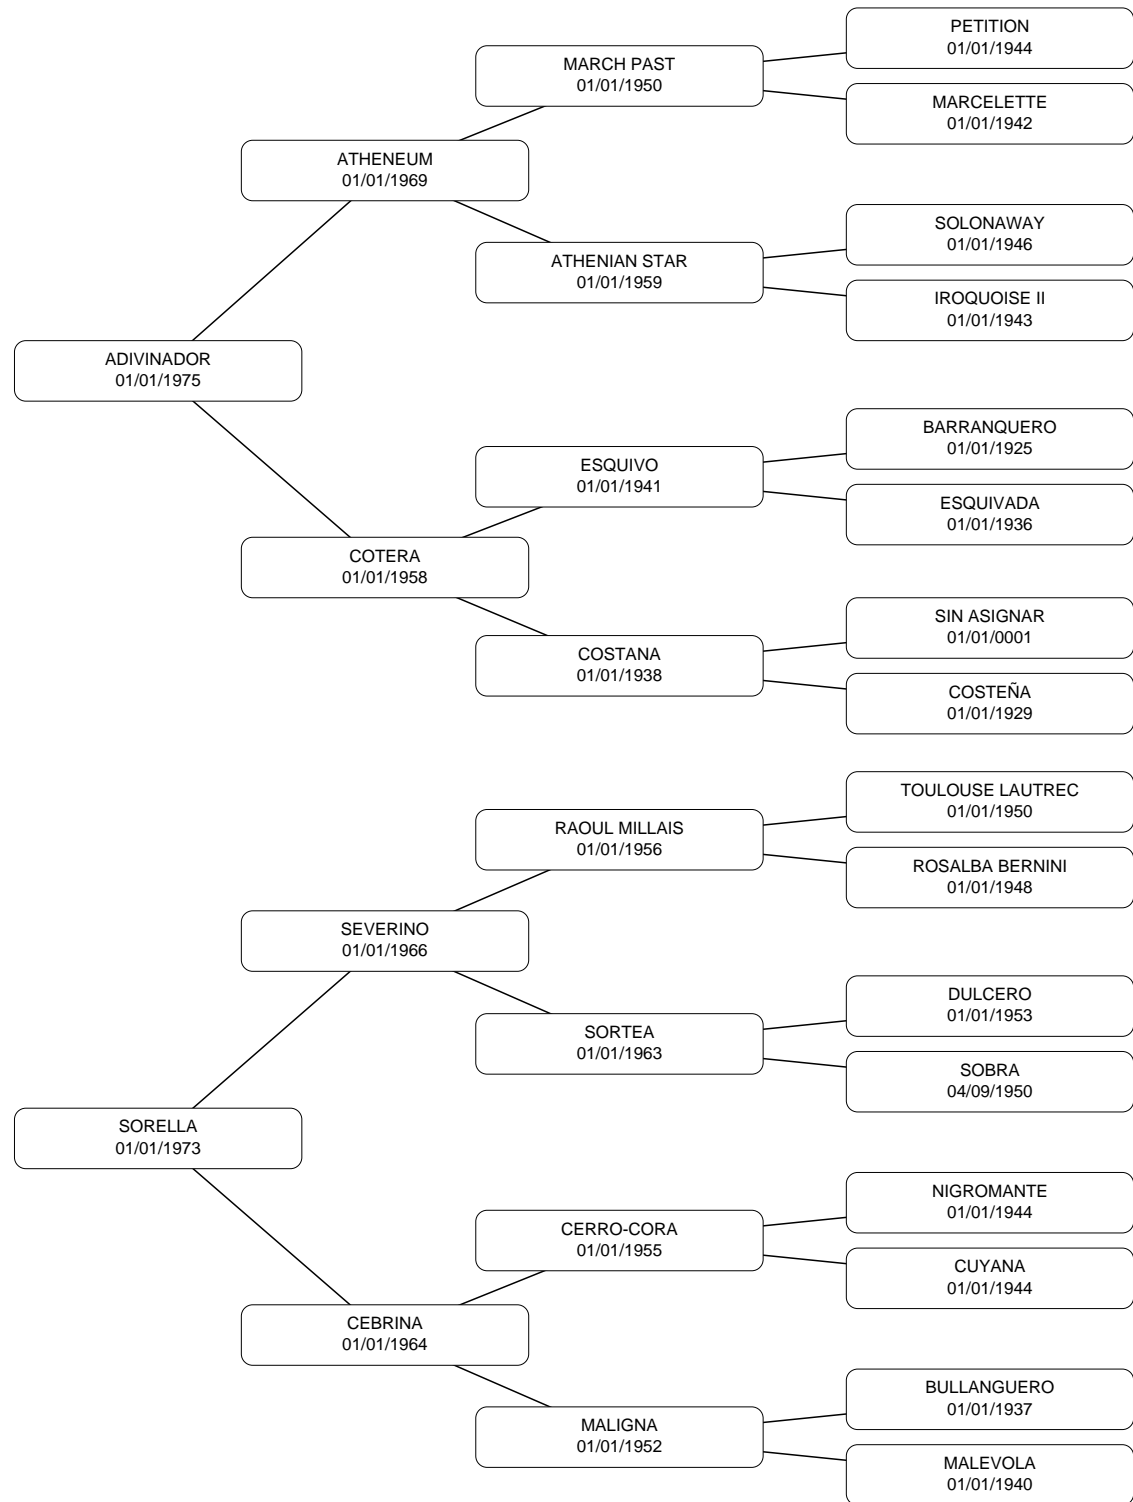 PETITION
01/01/1944
MARCH PAST
01/01/1950
MARCELETTE
01/01/1942
ATHENEUM
01/01/1969
SOLONAWAY
01/01/1946
ATHENIAN STAR
01/01/1959
IROQUOISE II
01/01/1943
ADIVINADOR
01/01/1975
BARRANQUERO
01/01/1925
ESQUIVO
01/01/1941
ESQUIVADA
01/01/1936
COTERA
01/01/1958
SIN ASIGNAR
01/01/0001
COSTANA
01/01/1938
COSTEÑA
01/01/1929
TOULOUSE LAUTREC
01/01/1950
RAOUL MILLAIS
01/01/1956
ROSALBA BERNINI
01/01/1948
SEVERINO
01/01/1966
DULCERO
01/01/1953
SORTEA
01/01/1963
SOBRA
04/09/1950
SORELLA
01/01/1973
NIGROMANTE
01/01/1944
CERRO-CORA
01/01/1955
CUYANA
01/01/1944
CEBRINA
01/01/1964
BULLANGUERO
01/01/1937
MALIGNA
01/01/1952
MALEVOLA
01/01/1940